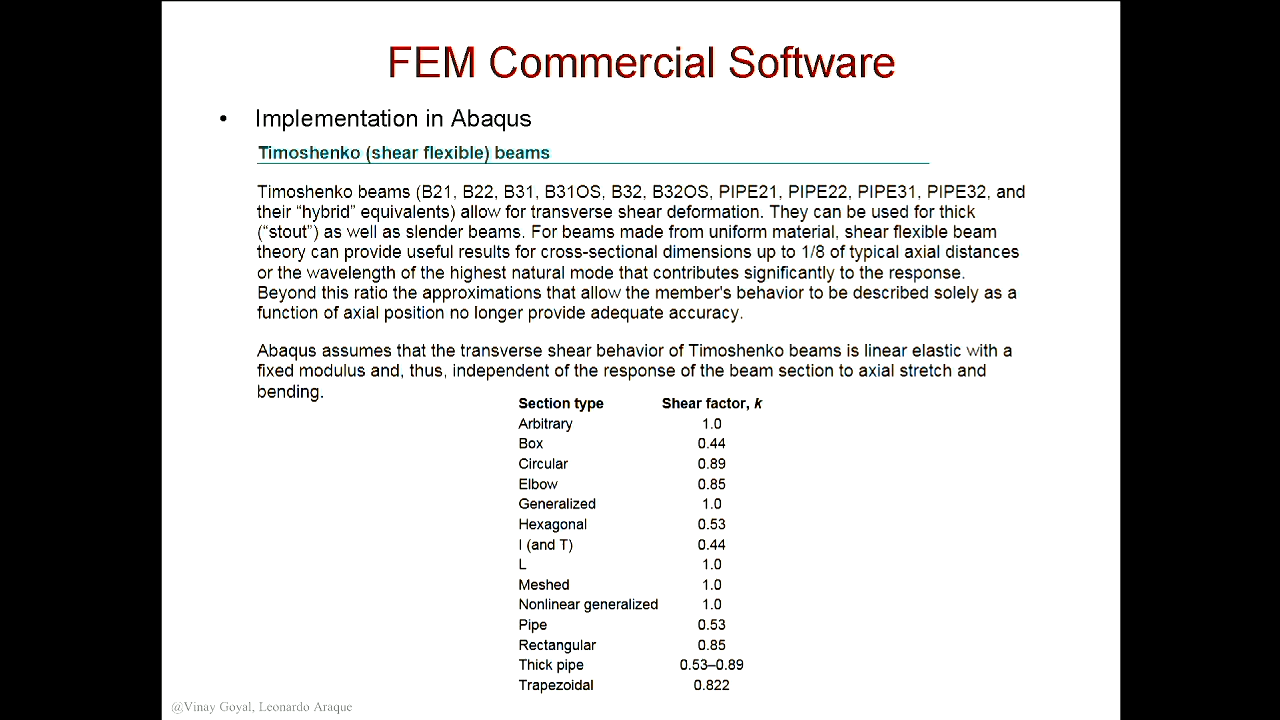 FEM Commercial Software
• Implementation in Abaqus
Timoshenko (shear flexible) beams
Timoshenko beams (B21, B22, B31, B31OS, B32, B32OS, PIPE21, PIPE22, PIPE31, PIPE32, and
their “hybrid” equivalents) allow for transverse shear deformation. They can be used for thick
(“stout”) as well as slender beams. For beams made from uniform material, shear flexible beam
theory can provide useful results for cross-sectional dimensions up to 1/8 of typical axial distances
or the wavelength of the highest natural mode that contributes significantly to the response.
Beyond this ratio the approximations that allow the member's behavior to be described solely as a
function of axial position no longer provide adequate accuracy.
Abaqus assumes that the transverse shear behavior of Timoshenko beams is linear elastic with a
fixed modulus and, thus, independent of the response of the beam section to axial stretch and
bending.
Section type Shear factor, k
Arbitrary 1.0
Box 0.44
Circular 0.89
Elbow 0.85
Generalized 1.0
Hexagonal 0.53
I (and T) 0.44
L 1.0
Meshed 1.0
Nonlinear generalized 1.0
Pipe 0.53
Rectangular 0.85
Thick pipe 0.53–0.89
Trapezoidal 0.822
@Vinay Goyal, Leonardo Araque